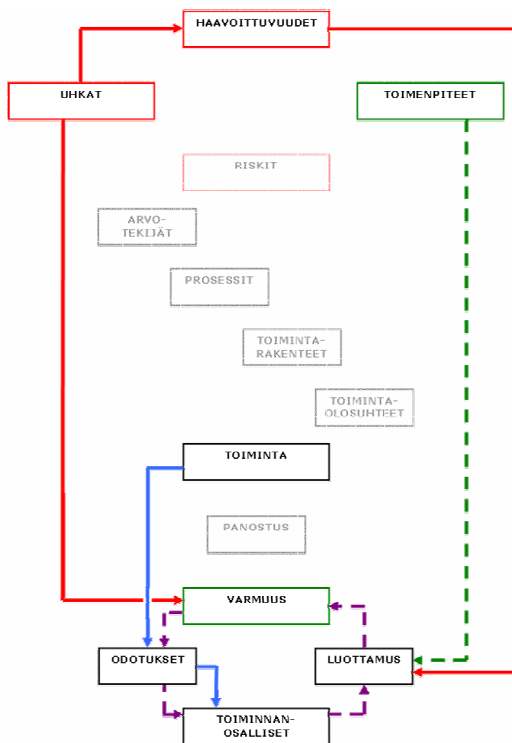 HAAVOITTUVUUDET
UHKAT
TOIMENPITEET
RISKIT
ARVO-
TEKIJÄT
PROSESSIT
TOIMINTA-
RAKENTEET
TOIMINTA-
OLOSUHTEET
TOIMINTA
PANOSTUS
VARMUUS
ODOTUKSET
LUOTTAMUS
TOIMINNAN-
OSALLISET